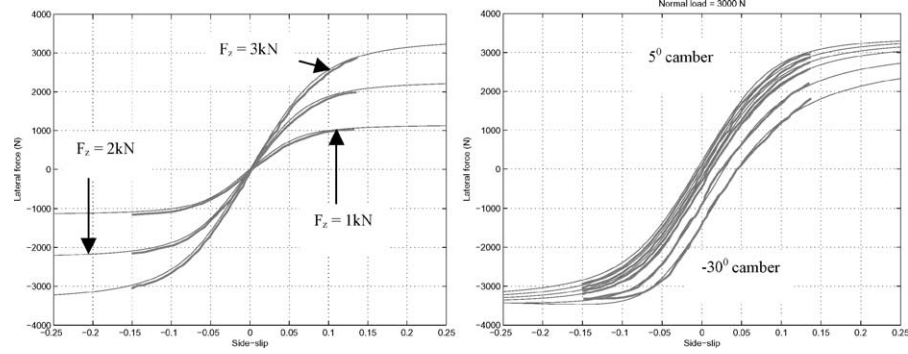 Normal load = 3000 N
4000
3000
2000
1000
0
−1000
−2000
−3000
−4000
Lateral force (N)
F_z = 3kN
F_z = 2kN
F_z = 1kN
−0.25 −0.2 −0.15 −0.1 −0.05 0 0.05 0.1 0.15 0.2 0.25
Side−slip
4000
3000
2000
1000
0
−1000
−2000
−3000
−4000
Lateral force (N)
5⁰ camber
-30⁰ camber
−0.25 −0.2 −0.15 −0.1 −0.05 0 0.05 0.1 0.15 0.2 0.25
Side−slip